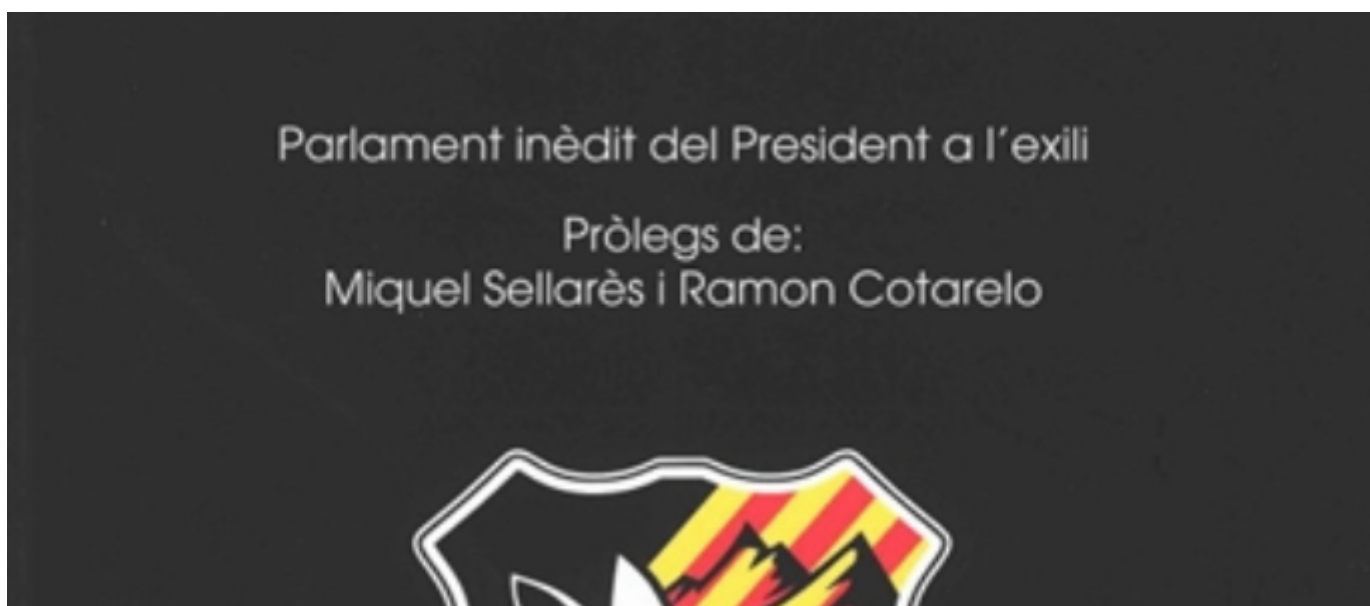 Parlament inèdit del President a l'exili
Pròlegs de:
Miquel Sellarès i Ramon Cotarelo